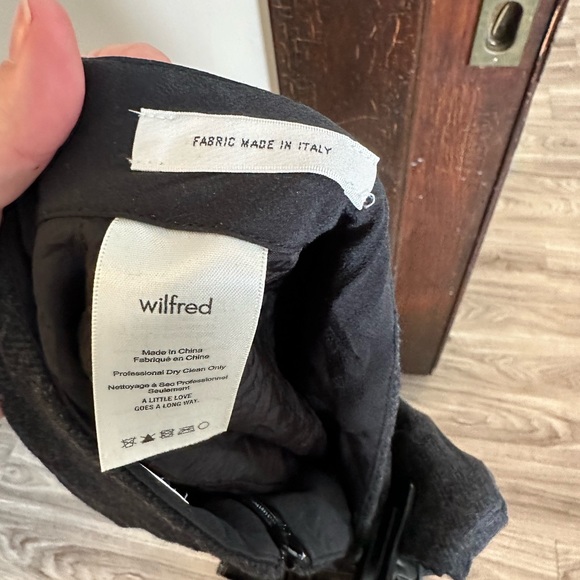 FABRIC MADE IN ITALY
wilfred
Made in China
Fabriqué en Chine
Professional Dry Clean Only
Nettoyage à Sec Professionnel
Seulement
A LITTLE LOVE
GOES A LONG WAY.